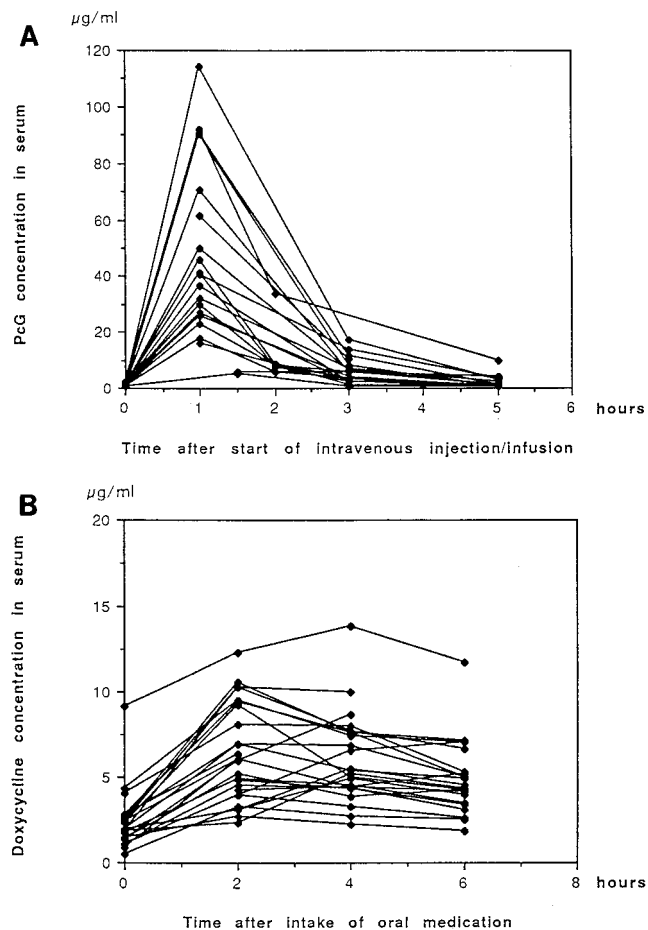 A
µg/ml
PcG concentration in serum
120
100
80
60
40
20
0
0 1 2 3 4 5 6 hours
Time after start of intravenous injection/infusion
B
µg/ml
Doxycycline concentration in serum
20
15
10
5
0
0 2 4 6 8 hours
Time after intake of oral medication